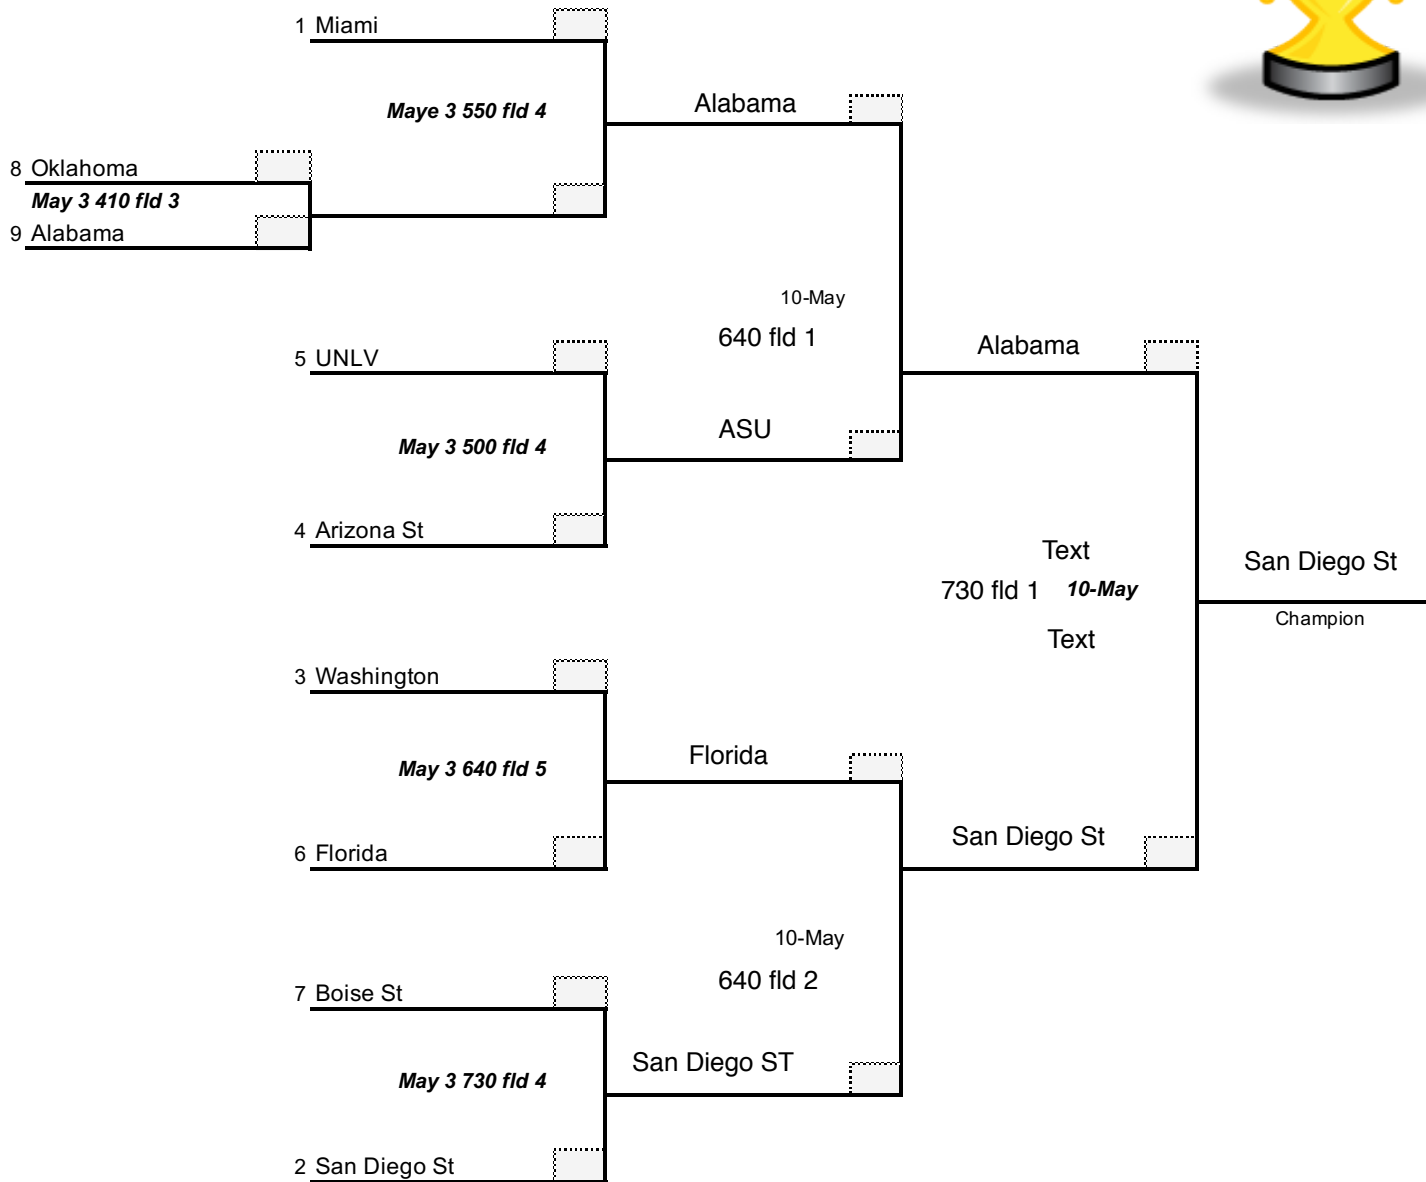 1 Miami
Maye 3 550 fld 4
Alabama
8 Oklahoma
May 3 410 fld 3
9 Alabama
10-May
640 fld 1
5 UNLV
Alabama
ASU
May 3 500 fld 4
4 Arizona St
Text
San Diego St
730 fld 1 10-May
Champion
Text
3 Washington
Florida
May 3 640 fld 5
San Diego St
6 Florida
10-May
640 fld 2
7 Boise St
San Diego ST
May 3 730 fld 4
2 San Diego St